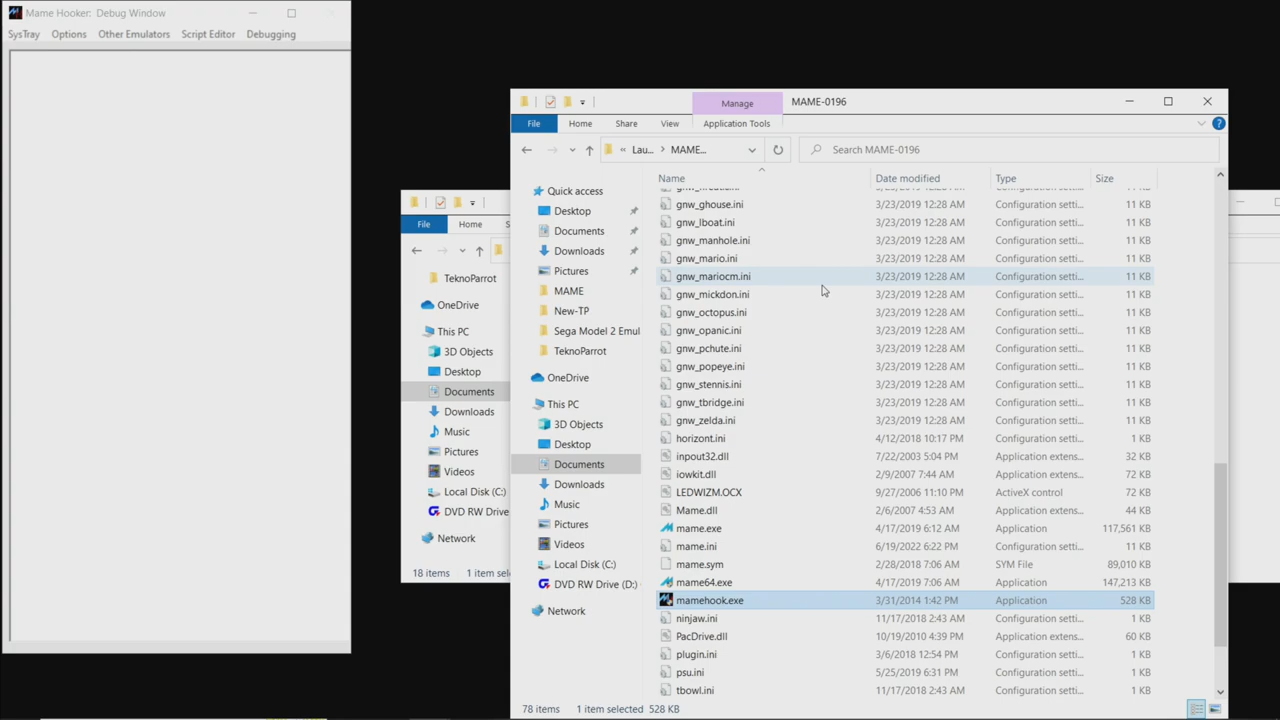 Mame Hooker: Debug Window
SysTray Options Other Emulators Script Editor Debugging
File Home
TeknoParrot
OneDrive
This PC
3D Objects
Desktop
Documents
Downloads
Music
Pictures
Videos
Local Disk (C:)
DVD RW Drive
Network
18 items 1 item sel
Manage MAME-0196
File Home Share View Application Tools
« Lau... > MAME... Search MAME-0196
Quick access
Desktop
Documents
Downloads
Pictures
MAME
New-TP
Sega Model 2 Emul
TeknoParrot
OneDrive
This PC
3D Objects
Desktop
Documents
Downloads
Music
Pictures
Videos
Local Disk (C:)
DVD RW Drive (D:)
Network
Name Date modified Type Size
gnw_ghouse.ini 3/23/2019 12:28 AM Configuration setti... 11 KB
gnw_lboat.ini 3/23/2019 12:28 AM Configuration setti... 11 KB
gnw_manhole.ini 3/23/2019 12:28 AM Configuration setti... 11 KB
gnw_mario.ini 3/23/2019 12:28 AM Configuration setti... 11 KB
gnw_mariocm.ini 3/23/2019 12:28 AM Configuration setti... 11 KB
gnw_mickdon.ini 3/23/2019 12:28 AM Configuration setti... 11 KB
gnw_octopus.ini 3/23/2019 12:28 AM Configuration setti... 11 KB
gnw_opanic.ini 3/23/2019 12:28 AM Configuration setti... 11 KB
gnw_pchute.ini 3/23/2019 12:28 AM Configuration setti... 11 KB
gnw_popeye.ini 3/23/2019 12:28 AM Configuration setti... 11 KB
gnw_stennis.ini 3/23/2019 12:28 AM Configuration setti... 11 KB
gnw_tbridge.ini 3/23/2019 12:28 AM Configuration setti... 11 KB
gnw_zelda.ini 3/23/2019 12:28 AM Configuration setti... 11 KB
horizont.ini 4/12/2018 10:17 PM Configuration setti... 1 KB
inpout32.dll 7/22/2003 5:04 PM Application extens... 32 KB
iowkit.dll 2/9/2007 7:44 AM Application extens... 72 KB
LEDWIZM.OCX 9/27/2006 11:10 PM ActiveX control 72 KB
Mame.dll 2/6/2007 4:53 AM Application extens... 44 KB
mame.exe 4/17/2019 6:12 AM Application 117,561 KB
mame.ini 6/19/2022 6:22 PM Configuration setti... 11 KB
mame.sym 2/28/2018 7:06 AM SYM File 89,010 KB
mame64.exe 4/17/2019 7:06 AM Application 147,213 KB
mamehook.exe 3/31/2014 1:42 PM Application 528 KB
ninjaw.ini 11/17/2018 2:43 AM Configuration setti... 1 KB
PacDrive.dll 10/19/2010 4:39 PM Application extens... 60 KB
plugin.ini 3/6/2018 12:54 PM Configuration setti... 1 KB
psu.ini 5/25/2019 6:31 PM Configuration setti... 1 KB
tbowl.ini 11/17/2018 2:43 AM Configuration setti... 1 KB
78 items 1 item selected 528 KB